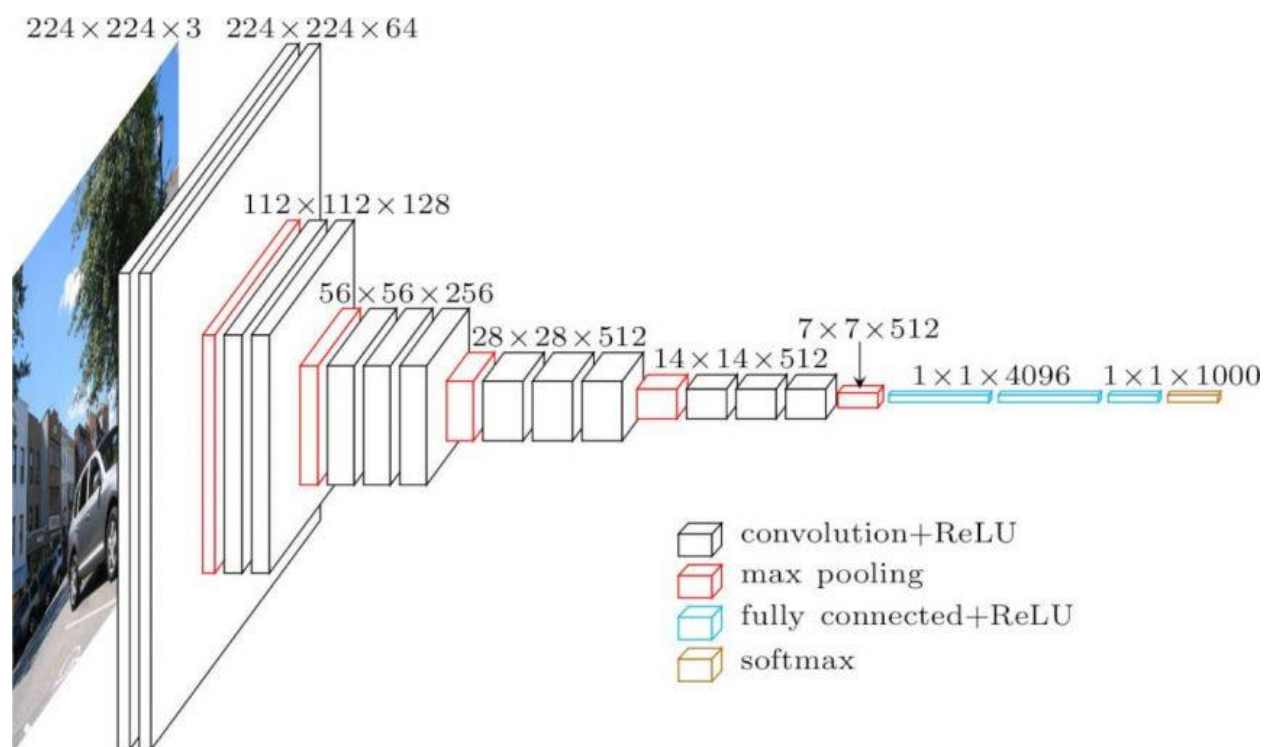 224×224×3
224×224×64
112×112×128
56×56×256
28×28×512
14×14×512
7×7×512
1×1×4096
1×1×1000
convolution+ReLU
max pooling
fully connected+ReLU
softmax